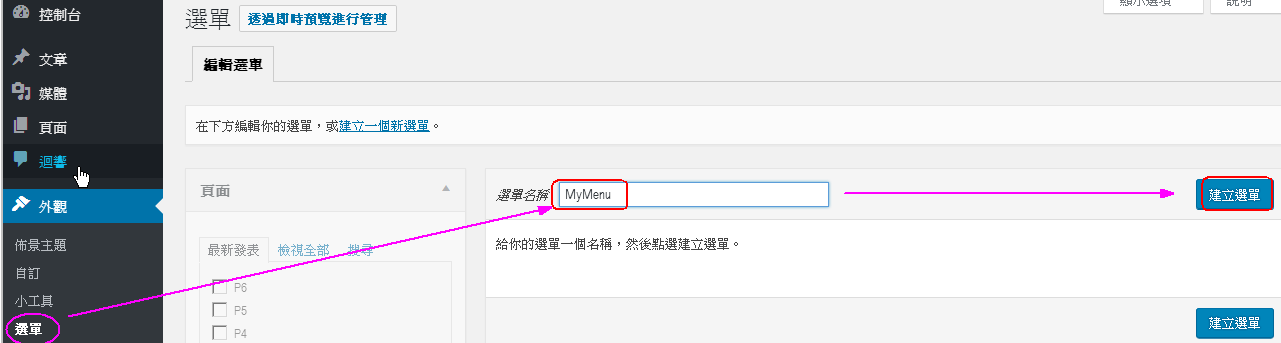 控制台
文章
媒體
頁面
迴響
外觀
佈景主題
自訂
小工具
選單
選單 透過即時預覽進行管理
顯示選項 說明
編輯選單
在下方編輯你的選單，或建立一個新選單。
頁面
最新發表 檢視全部 搜尋
P6
P5
P4
選單名稱 MyMenu 建立選單
給你的選單一個名稱，然後點選建立選單。
建立選單